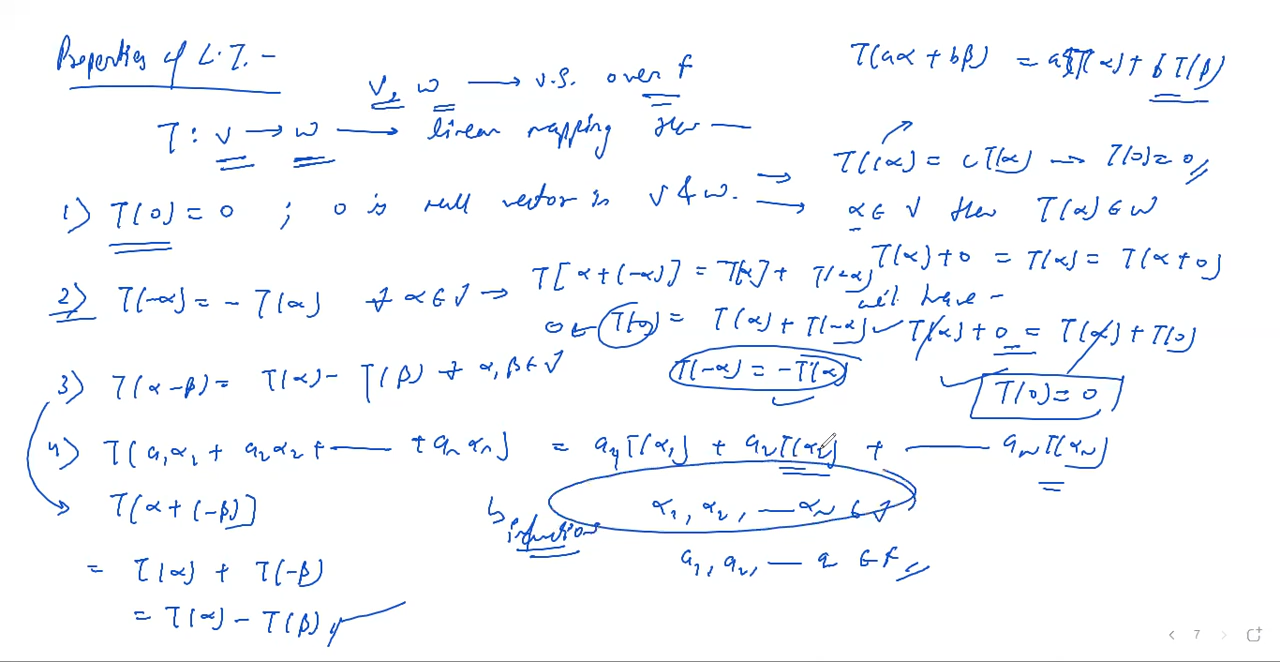 Properties of L.T. -
T(aα + bβ) = aT(α) + bT(β)
V, W → V.S. over F
T : V → W → linear mapping then —
T(cα) = cT(α) → T(0) = 0
1) T(0) = 0 ; 0 is null vector in V & W.
α ∈ V then T(α) ∈ W
T(α) + 0 = T(α) = T(α + 0)
2) T(-α) = - T(α) ∀ α ∈ V → T[α + (-α)] = T[α] + T(-α)
we'll have -
0 ← T(0) = T(α) + T(-α)
T(α) + 0 = T(α) + T(0)
T(-α) = -T(α)
T(0) = 0
3) T(α - β) = T(α) - T(β) ∀ α, β ∈ V
4) T(a₁α₁ + a₂α₂ + — + aₙαₙ) = a₁T(α₁) + a₂T(α₂) + — aₙT(αₙ)
T(α + (-β)]
α₁, α₂, — αₙ ∈ V
induction
= T(α) + T(-β)
a₁, a₂, — a ∈ F
= T(α) - T(β)
7